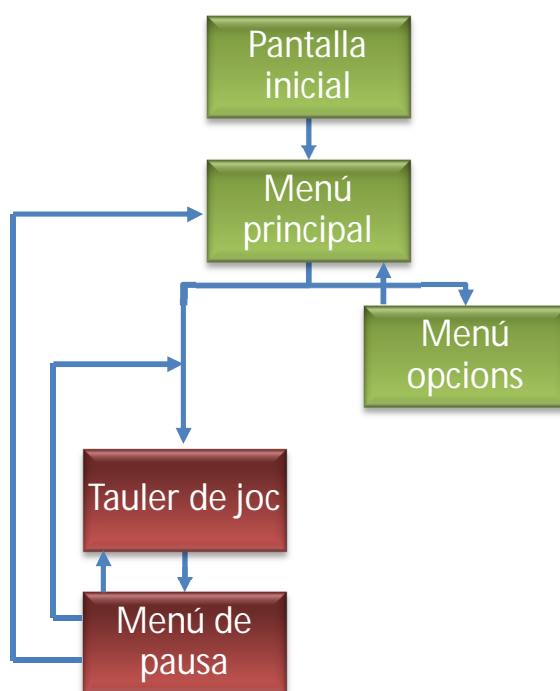 Pantalla
inicial
Menú
principal
Menú
opcions
Tauler de joc
Menú de
pausa